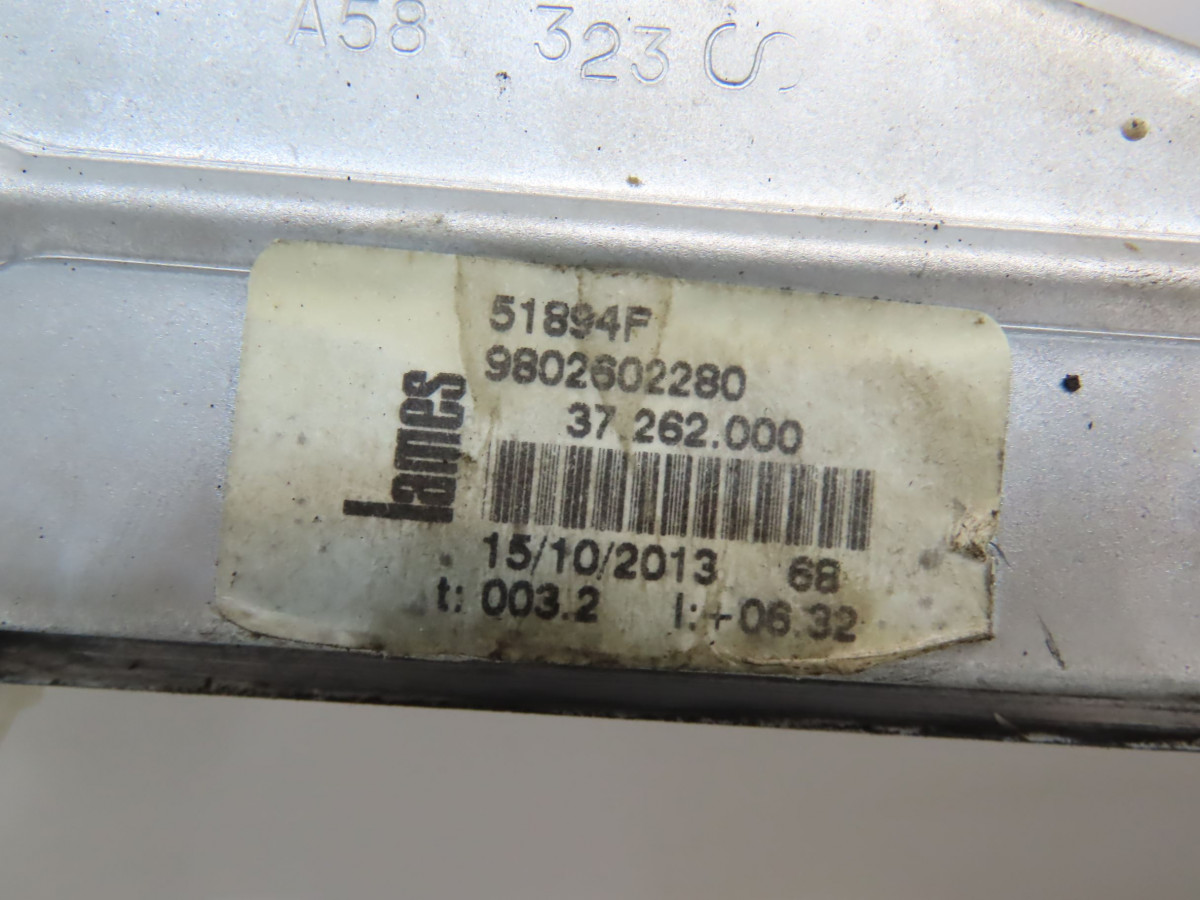 A58 323
51894F
9802602280
37 262.000
lames
15/10/2013 68
t: 003.2 l:+06.32